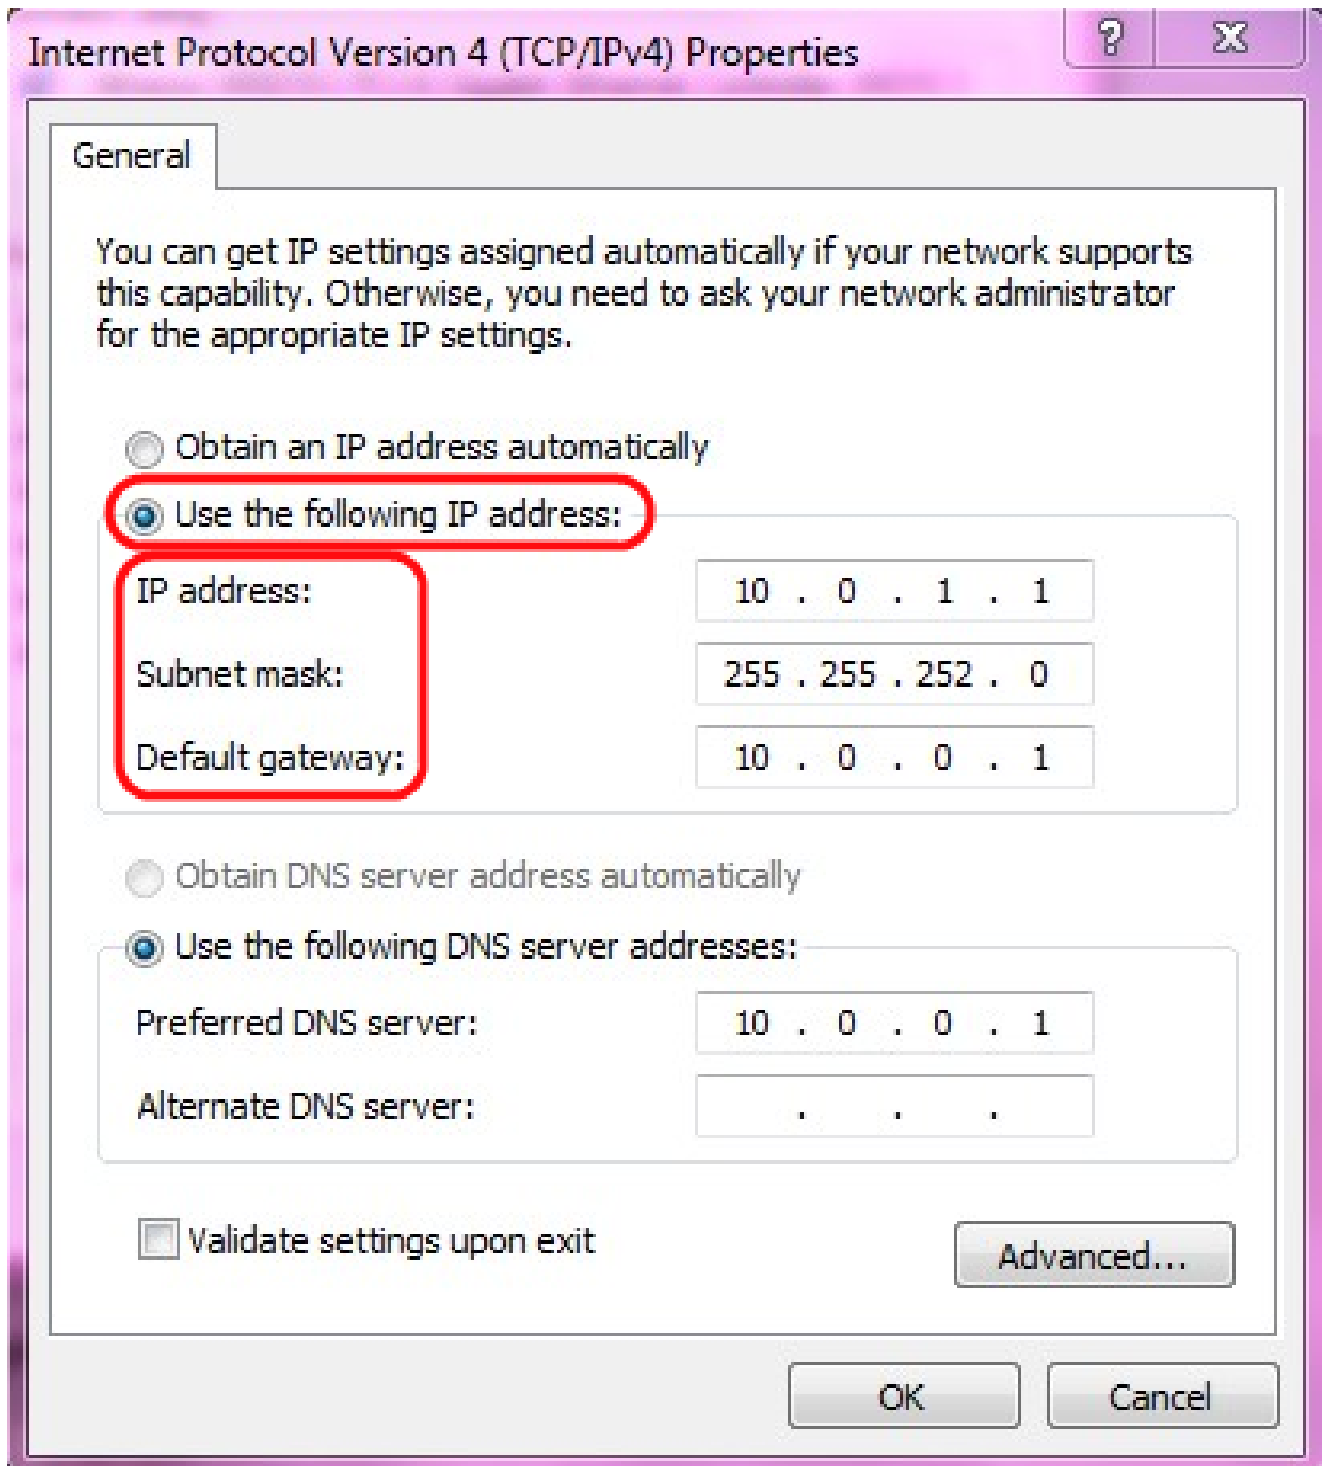 Internet Protocol Version 4 (TCP/IPv4) Properties
General
You can get IP settings assigned automatically if your network supports
this capability. Otherwise, you need to ask your network administrator
for the appropriate IP settings.
Obtain an IP address automatically
Use the following IP address:
IP address: 10 . 0 . 1 . 1
Subnet mask: 255 . 255 . 252 . 0
Default gateway: 10 . 0 . 0 . 1
Obtain DNS server address automatically
Use the following DNS server addresses:
Preferred DNS server: 10 . 0 . 0 . 1
Alternate DNS server: . . .
Validate settings upon exit
Advanced...
OK Cancel